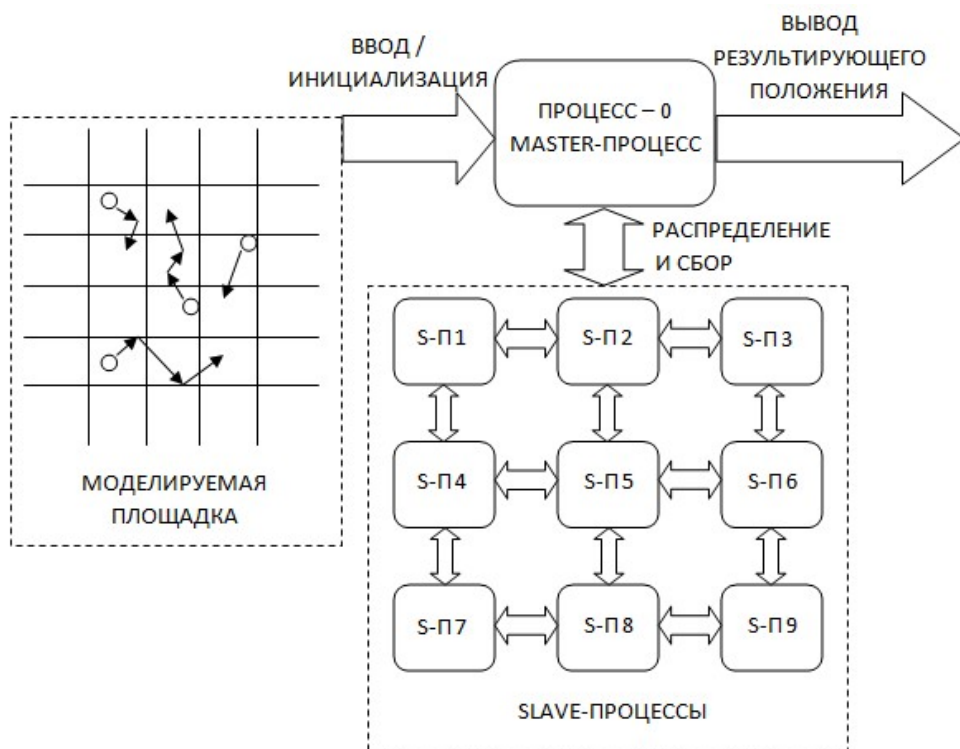 ВВОД /
ИНИЦИАЛИЗАЦИЯ
ВЫВОД
РЕЗУЛЬТИРУЮЩЕГО
ПОЛОЖЕНИЯ
ПРОЦЕСС – 0
MASTER-ПРОЦЕСС
РАСПРЕДЕЛЕНИЕ
И СБОР
МОДЕЛИРУЕМАЯ
ПЛОЩАДКА
S-П1
S-П2
S-П3
S-П4
S-П5
S-П6
S-П7
S-П8
S-П9
SLAVE-ПРОЦЕССЫ